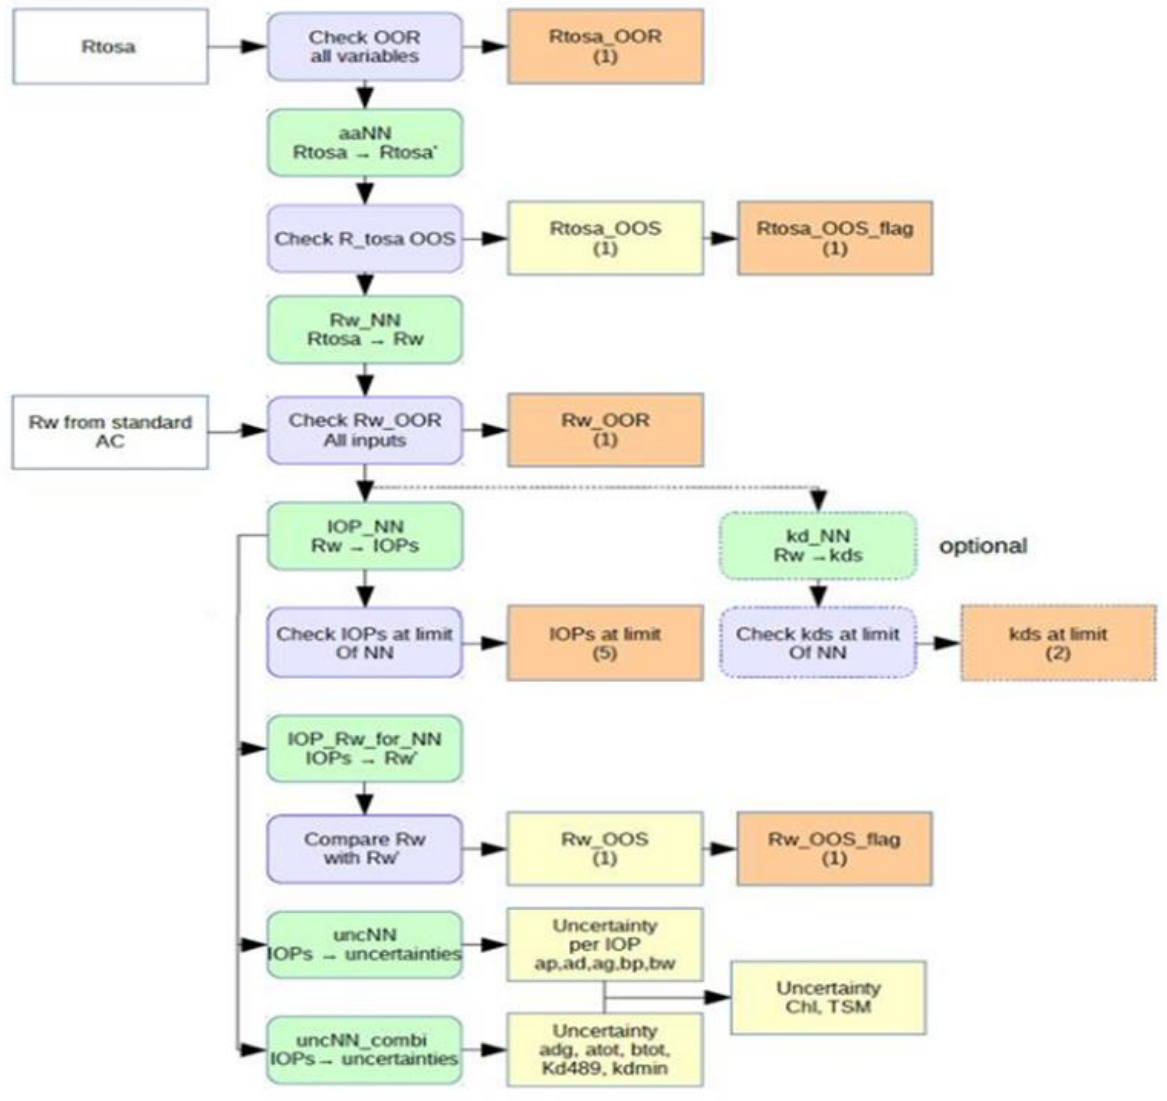 Rtosa
Check OOR
all variables
Rtosa_OOR
(1)
aaNN
Rtosa → Rtosa'
Check R_tosa OOS
Rtosa_OOS
(1)
Rtosa_OOS_flag
(1)
Rw_NN
Rtosa → Rw
Rw from standard
AC
Check Rw_OOR
All inputs
Rw_OOR
(1)
IOP_NN
Rw → IOPs
kd_NN
Rw → kds
optional
Check IOPs at limit
Of NN
IOPs at limit
(5)
Check kds at limit
Of NN
kds at limit
(2)
IOP_Rw_for_NN
IOPs → Rw'
Compare Rw
with Rw'
Rw_OOS
(1)
Rw_OOS_flag
(1)
uncNN
IOPs → uncertainties
Uncertainty
per IOP
ap,ad,ag,bp,bw
Uncertainty
Chl, TSM
uncNN_combi
IOPs → uncertainties
Uncertainty
adg, atot, btot,
Kd489, kdmin